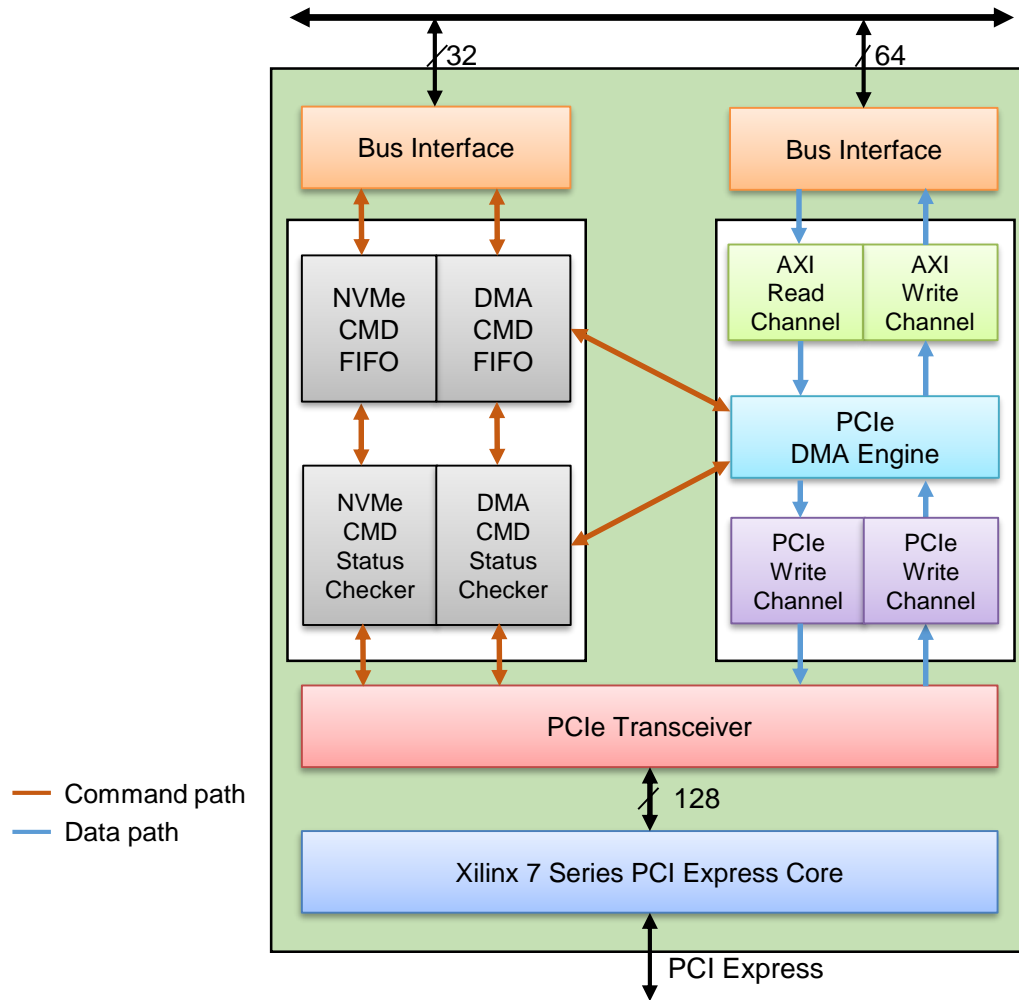 32
64
Bus Interface
Bus Interface
NVMe
CMD
FIFO
DMA
CMD
FIFO
AXI
Read
Channel
AXI
Write
Channel
PCIe
DMA Engine
NVMe
CMD
Status
Checker
DMA
CMD
Status
Checker
PCIe
Write
Channel
PCIe
Write
Channel
PCIe Transceiver
Command path
Data path
128
Xilinx 7 Series PCI Express Core
PCI Express